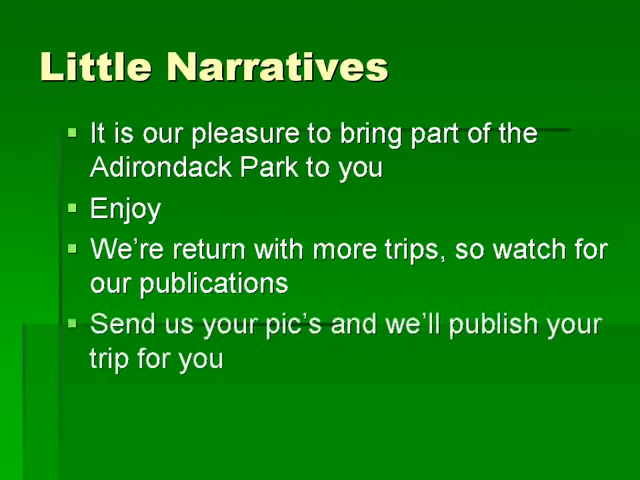 Little Narratives
▪ It is our pleasure to bring part of the
Adirondack Park to you
▪ Enjoy
▪ We’re return with more trips, so watch for
our publications
▪ Send us your pic’s and we’ll publish your
trip for you